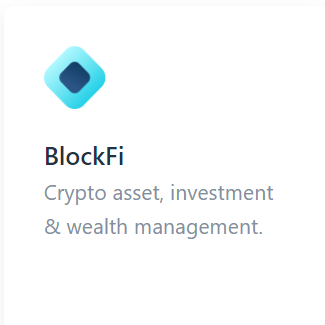 BlockFi
Crypto asset, investment
& wealth management.